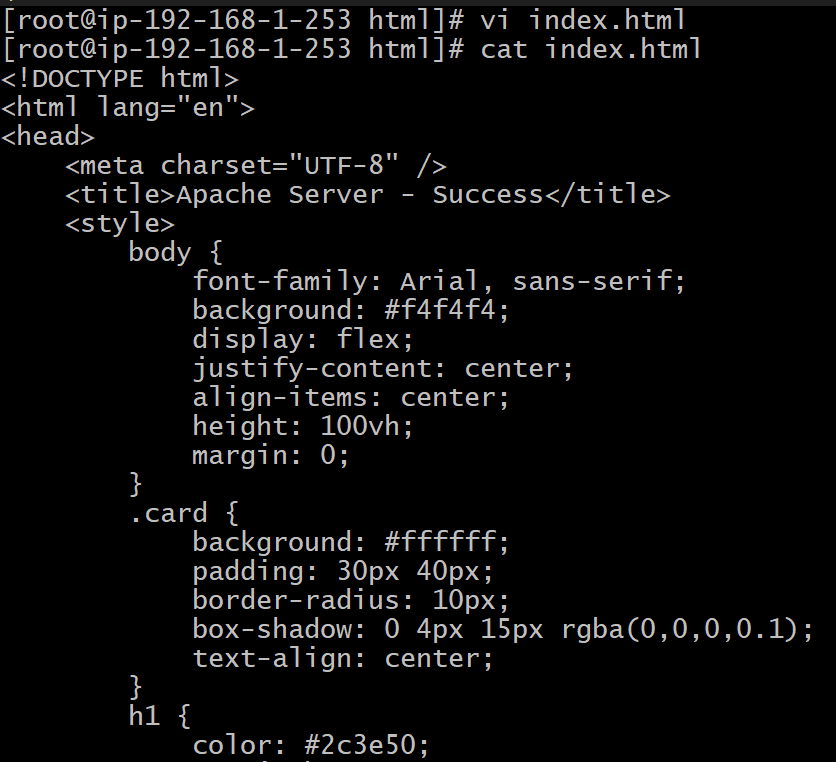 [root@ip-192-168-1-253 html]# vi index.html
[root@ip-192-168-1-253 html]# cat index.html
<!DOCTYPE html>
<html lang="en">
<head>
    <meta charset="UTF-8" />
    <title>Apache Server - Success</title>
    <style>
        body {
            font-family: Arial, sans-serif;
            background: #f4f4f4;
            display: flex;
            justify-content: center;
            align-items: center;
            height: 100vh;
            margin: 0;
        }
        .card {
            background: #ffffff;
            padding: 30px 40px;
            border-radius: 10px;
            box-shadow: 0 4px 15px rgba(0,0,0,0.1);
            text-align: center;
        }
        h1 {
            color: #2c3e50;